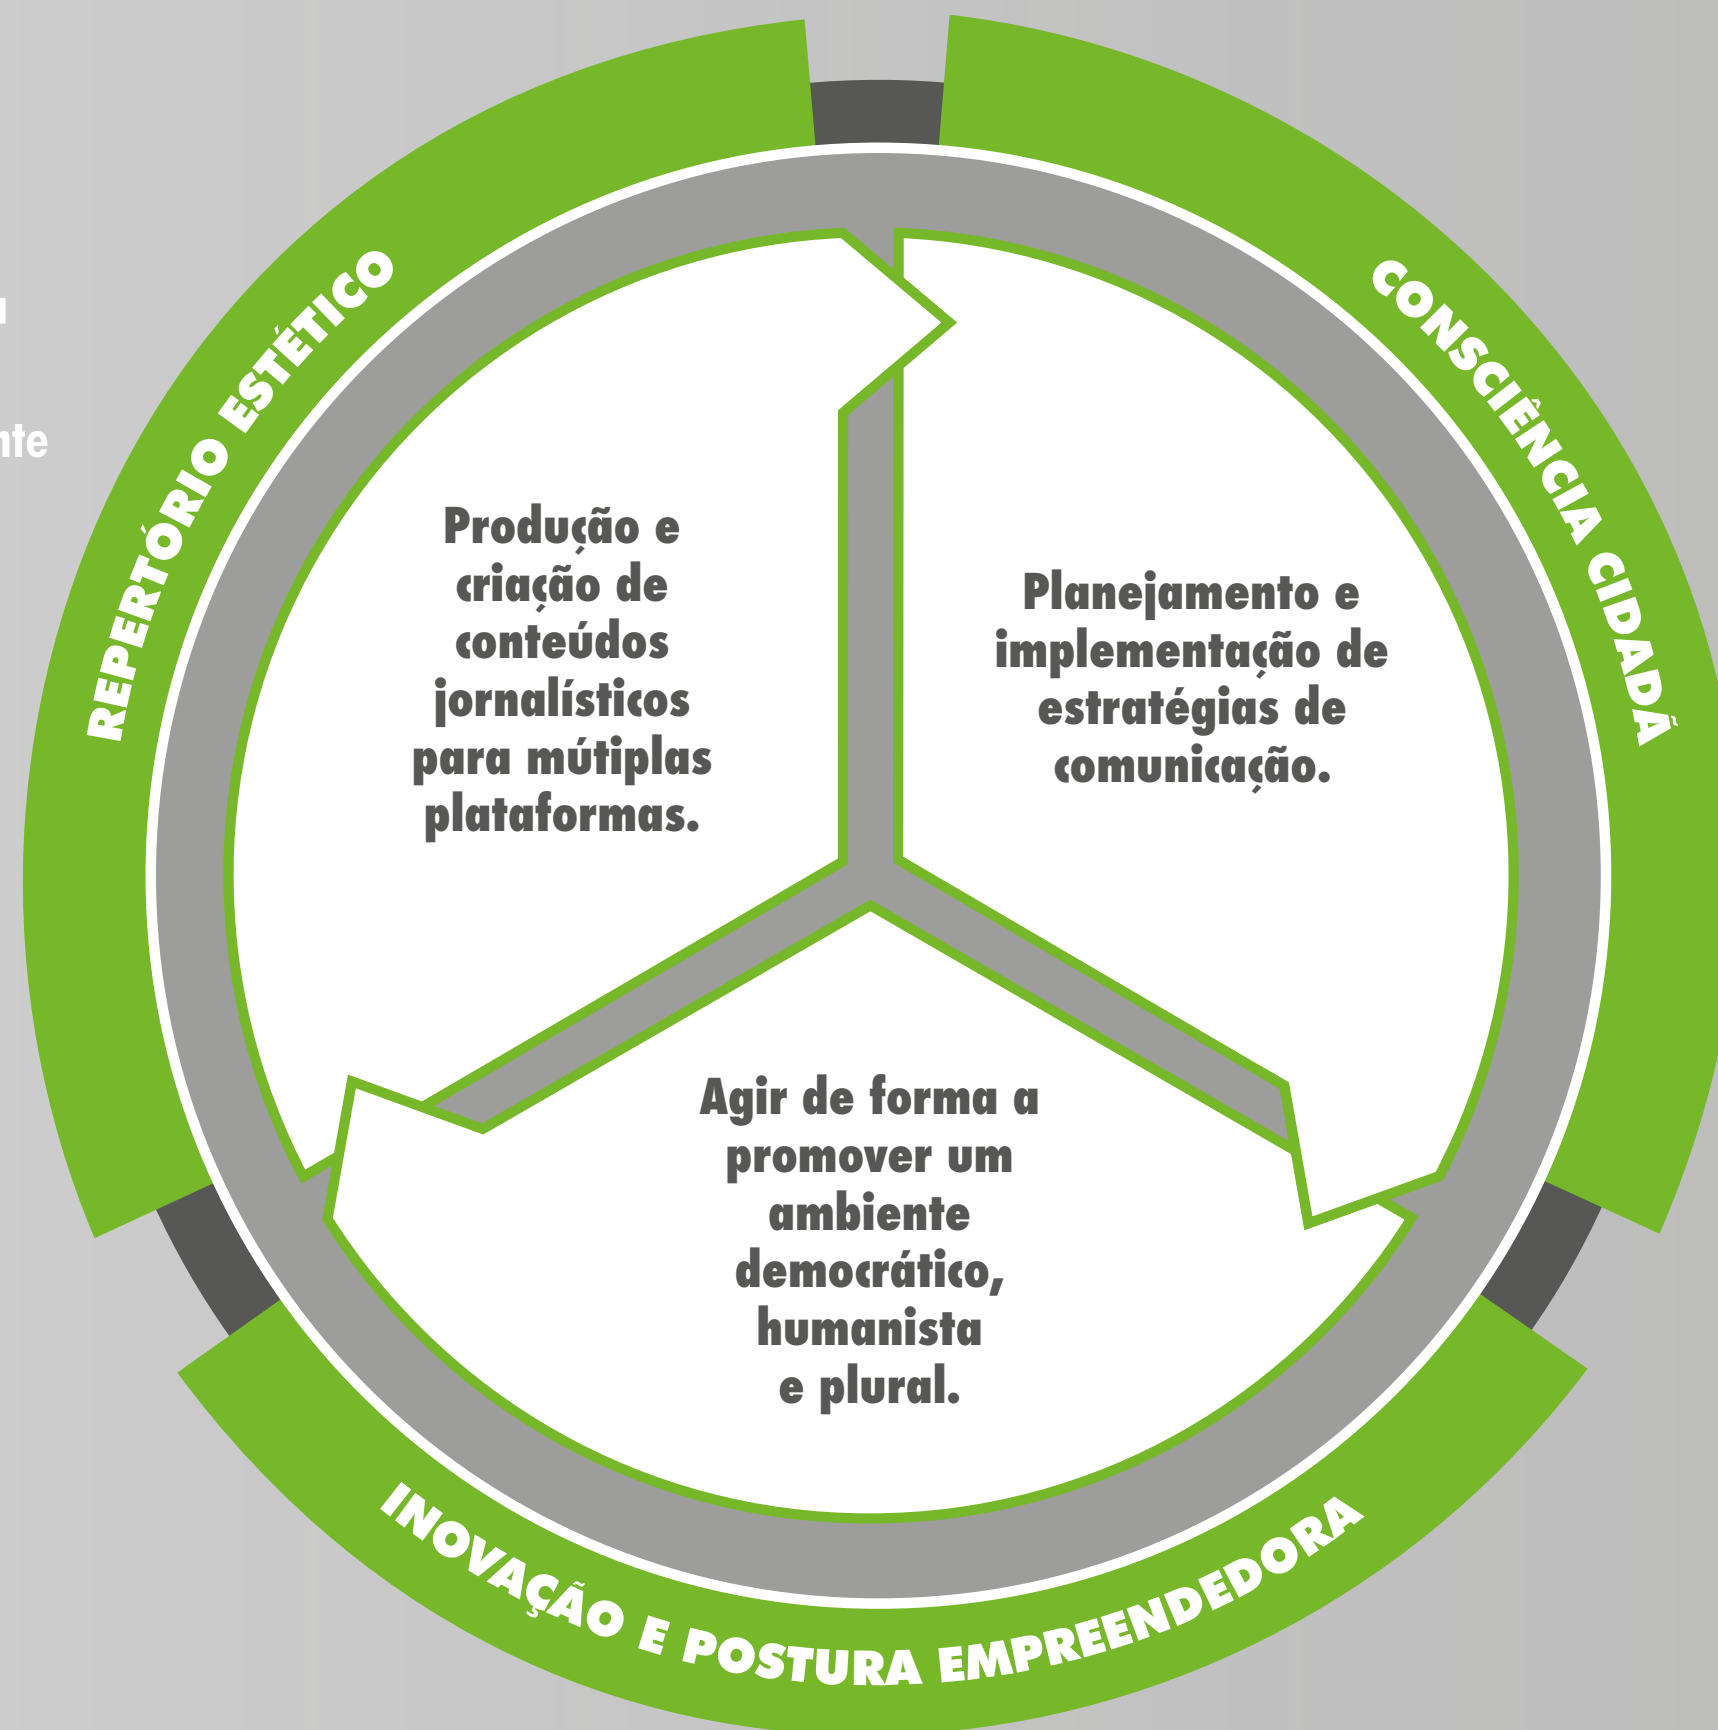 REPERTÓRIO ESTÉTICO
CONSCIÊNCIA CIDADÃ
Produção e
criação de
conteúdos
jornalísticos
para mútiplas
plataformas.
Planejamento e
implementação de
estratégias de
comunicação.
Agir de forma a
promover um
ambiente
democrático,
humanista
e plural.
INOVAÇÃO E POSTURA EMPREENDEDORA